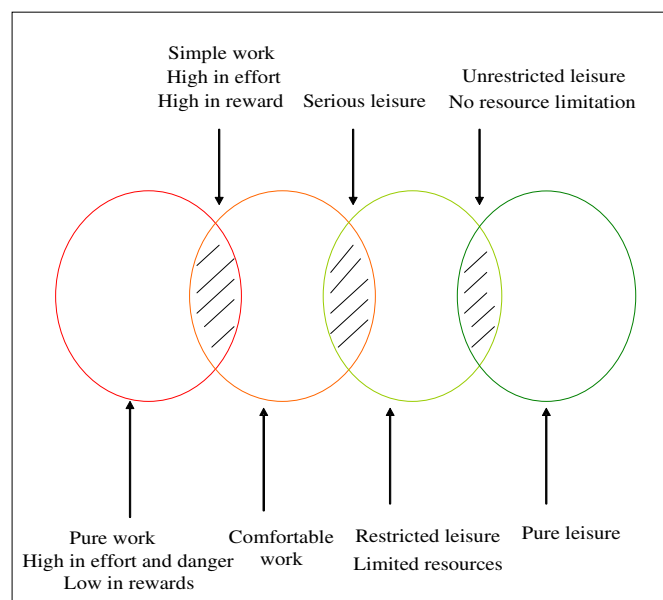 Simple work
High in effort
High in reward
Serious leisure
Unrestricted leisure
No resource limitation
Pure work
High in effort and danger
Low in rewards
Comfortable
work
Restricted leisure
Limited resources
Pure leisure